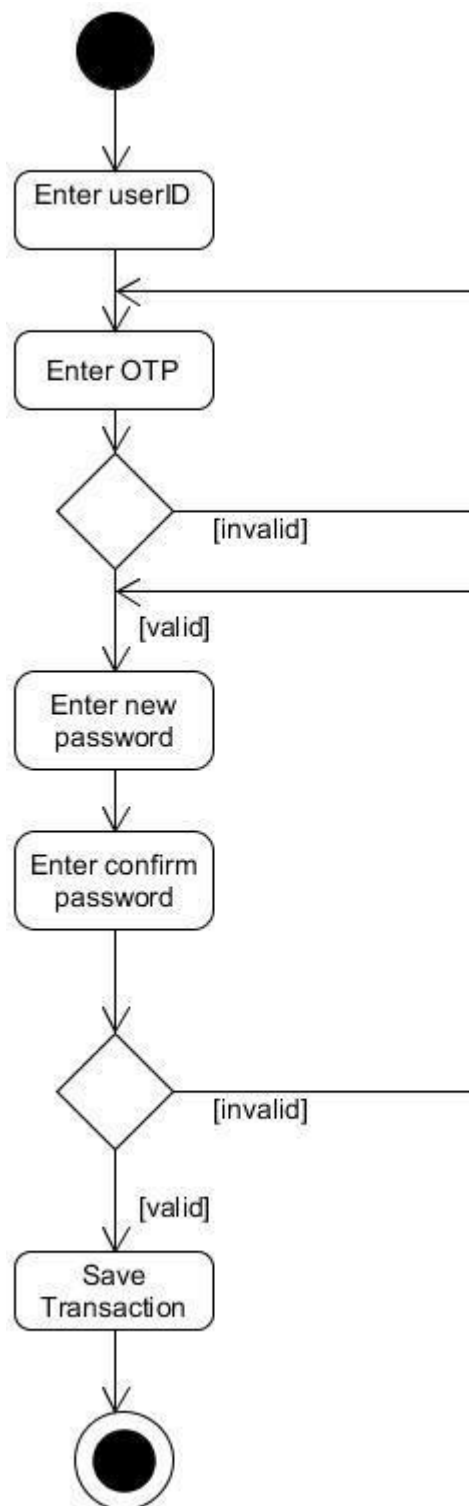 Enter userID
Enter OTP
[invalid]
[valid]
Enter new
password
Enter confirm
password
[invalid]
[valid]
Save
Transaction